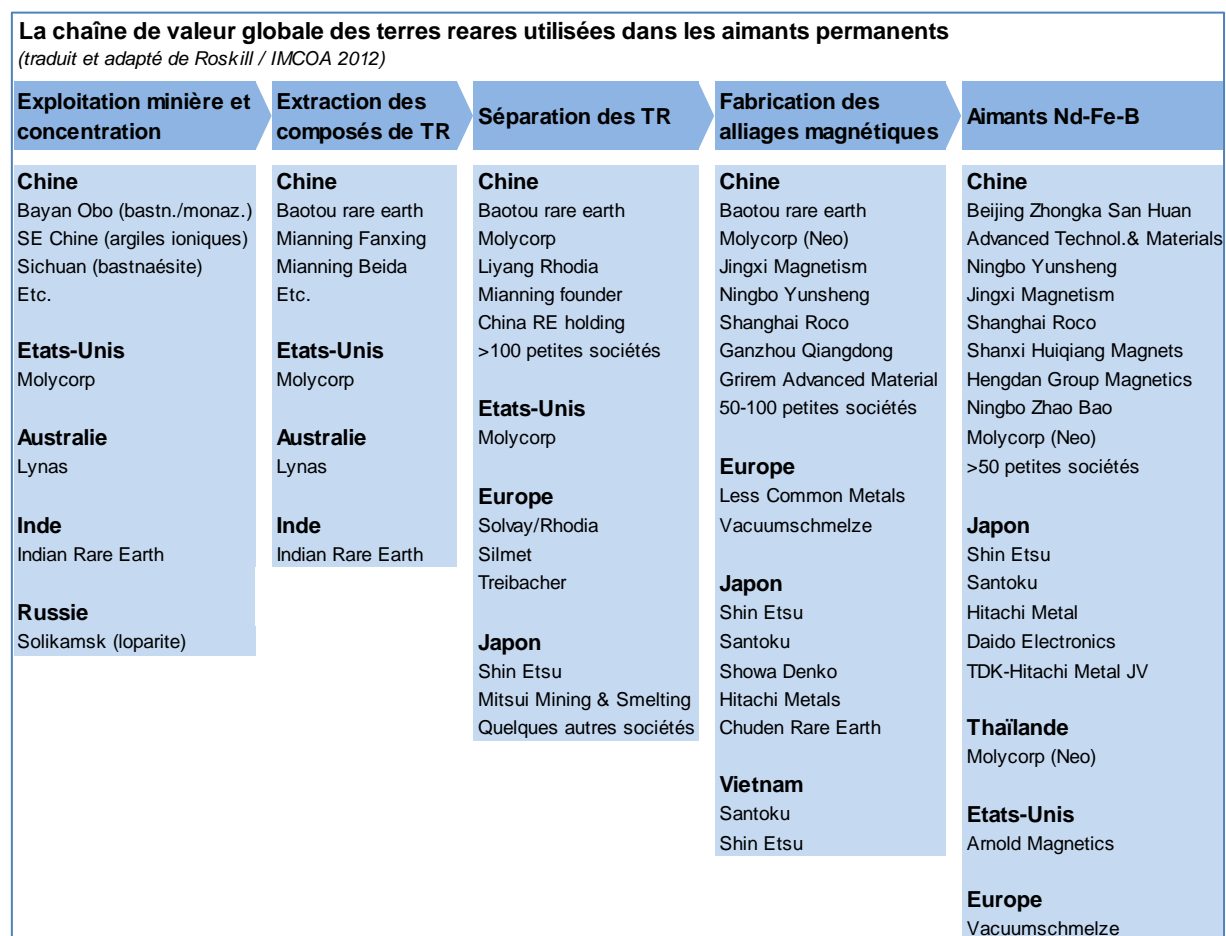 La chaîne de valeur globale des terres reares utilisées dans les aimants permanents
(traduit et adapté de Roskill / IMCOA 2012)
Exploitation minière et
concentration
Extraction des
composés de TR
Séparation des TR
Fabrication des
alliages magnétiques
Aimants Nd-Fe-B
Chine
Bayan Obo (bastn./monaz.)
SE Chine (argiles ioniques)
Sichuan (bastnaésite)
Etc.
Etats-Unis
Molycorp
Australie
Lynas
Inde
Indian Rare Earth
Russie
Solikamsk (loparite)
Chine
Baotou rare earth
Mianning Fanxing
Mianning Beida
Etc.
Etats-Unis
Molycorp
Australie
Lynas
Inde
Indian Rare Earth
Chine
Baotou rare earth
Molycorp
Liyang Rhodia
Mianning founder
China RE holding
>100 petites sociétés
Etats-Unis
Molycorp
Europe
Solvay/Rhodia
Silmet
Treibacher
Japon
Shin Etsu
Mitsui Mining & Smelting
Quelques autres sociétés
Chine
Baotou rare earth
Molycorp (Neo)
Jingxi Magnetism
Ningbo Yunsheng
Shanghai Roco
Ganzhou Qiangdong
Grirem Advanced Material
50-100 petites sociétés
Europe
Less Common Metals
Vacuumschmelze
Japon
Shin Etsu
Santoku
Showa Denko
Hitachi Metals
Chuden Rare Earth
Vietnam
Santoku
Shin Etsu
Chine
Beijing Zhongka San Huan
Advanced Technol.& Materials
Ningbo Yunsheng
Jingxi Magnetism
Shanghai Roco
Shanxi Huiqiang Magnets
Hengdan Group Magnetics
Ningbo Zhao Bao
Molycorp (Neo)
>50 petites sociétés
Japon
Shin Etsu
Santoku
Hitachi Metal
Daido Electronics
TDK-Hitachi Metal JV
Thaïlande
Molycorp (Neo)
Etats-Unis
Arnold Magnetics
Europe
Vacuumschmelze